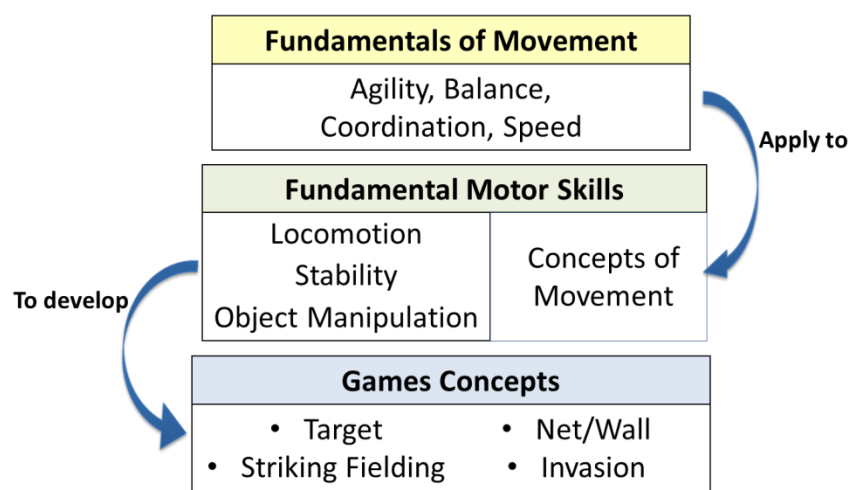 Fundamentals of Movement
Agility, Balance,
Coordination, Speed
Apply to
Fundamental Motor Skills
Locomotion
Stability
Object Manipulation
Concepts of
Movement
To develop
Games Concepts
• Target
• Net/Wall
• Striking Fielding
• Invasion